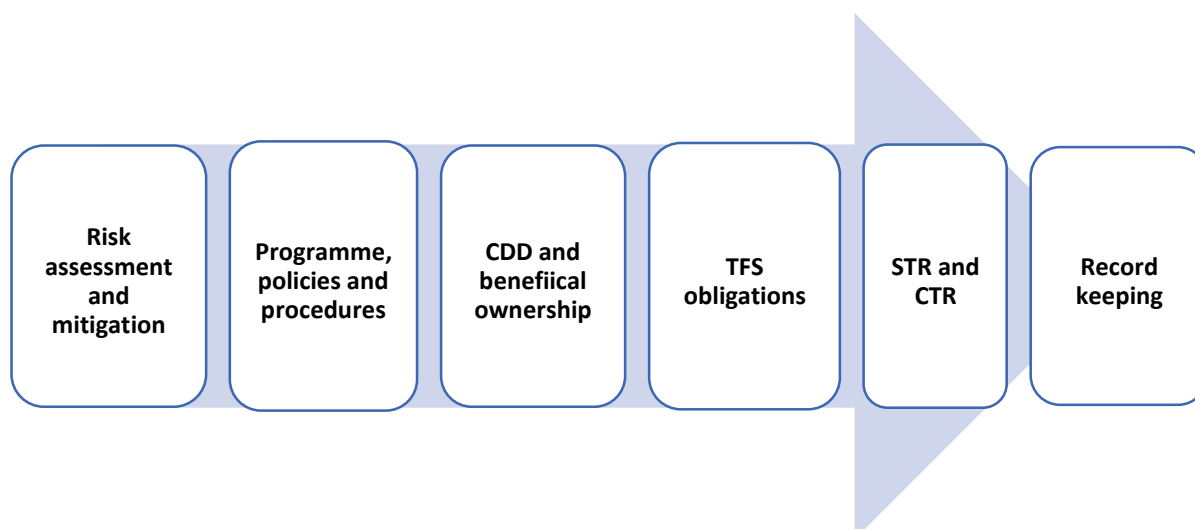 Risk
assessment
and
mitigation
Programme,
policies and
procedures
CDD and
benefiical
ownership
TFS
obligations
STR and
CTR
Record
keeping